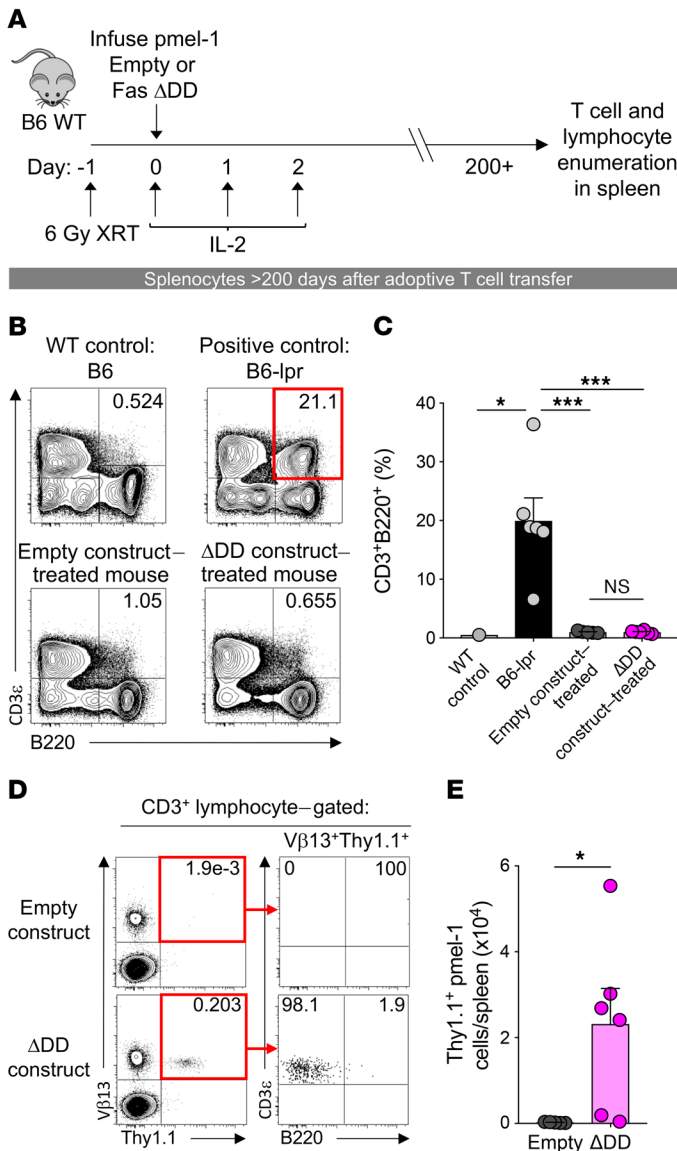 A
Infuse pmel-1
Empty or
Fas ΔDD
B6 WT
Day: -1 0 1 2 200+
T cell and
lymphocyte
enumeration
in spleen
6 Gy XRT
IL-2
Splenocytes >200 days after adoptive T cell transfer
B
WT control:
B6
Positive control:
B6-lpr
0.524
21.1
Empty construct–
treated mouse
ΔDD construct–
treated mouse
1.05
0.655
CD3ε
B220
C
***
* ***
NS
CD3+B220+ (%)
40
30
20
10
0
WT
control
B6-lpr
Empty construct–
treated
ΔDD
construct–treated
D
CD3+ lymphocyte–gated:
Vβ13+Thy1.1+
Empty
construct
Vβ13
1.9e-3
CD3ε
0 100
ΔDD
construct
0.203
98.1 1.9
Vβ13
CD3ε
Thy1.1
B220
E
*
Thy1.1+ pmel-1
cells/spleen (x10⁴)
6
4
2
0
Empty ΔDD